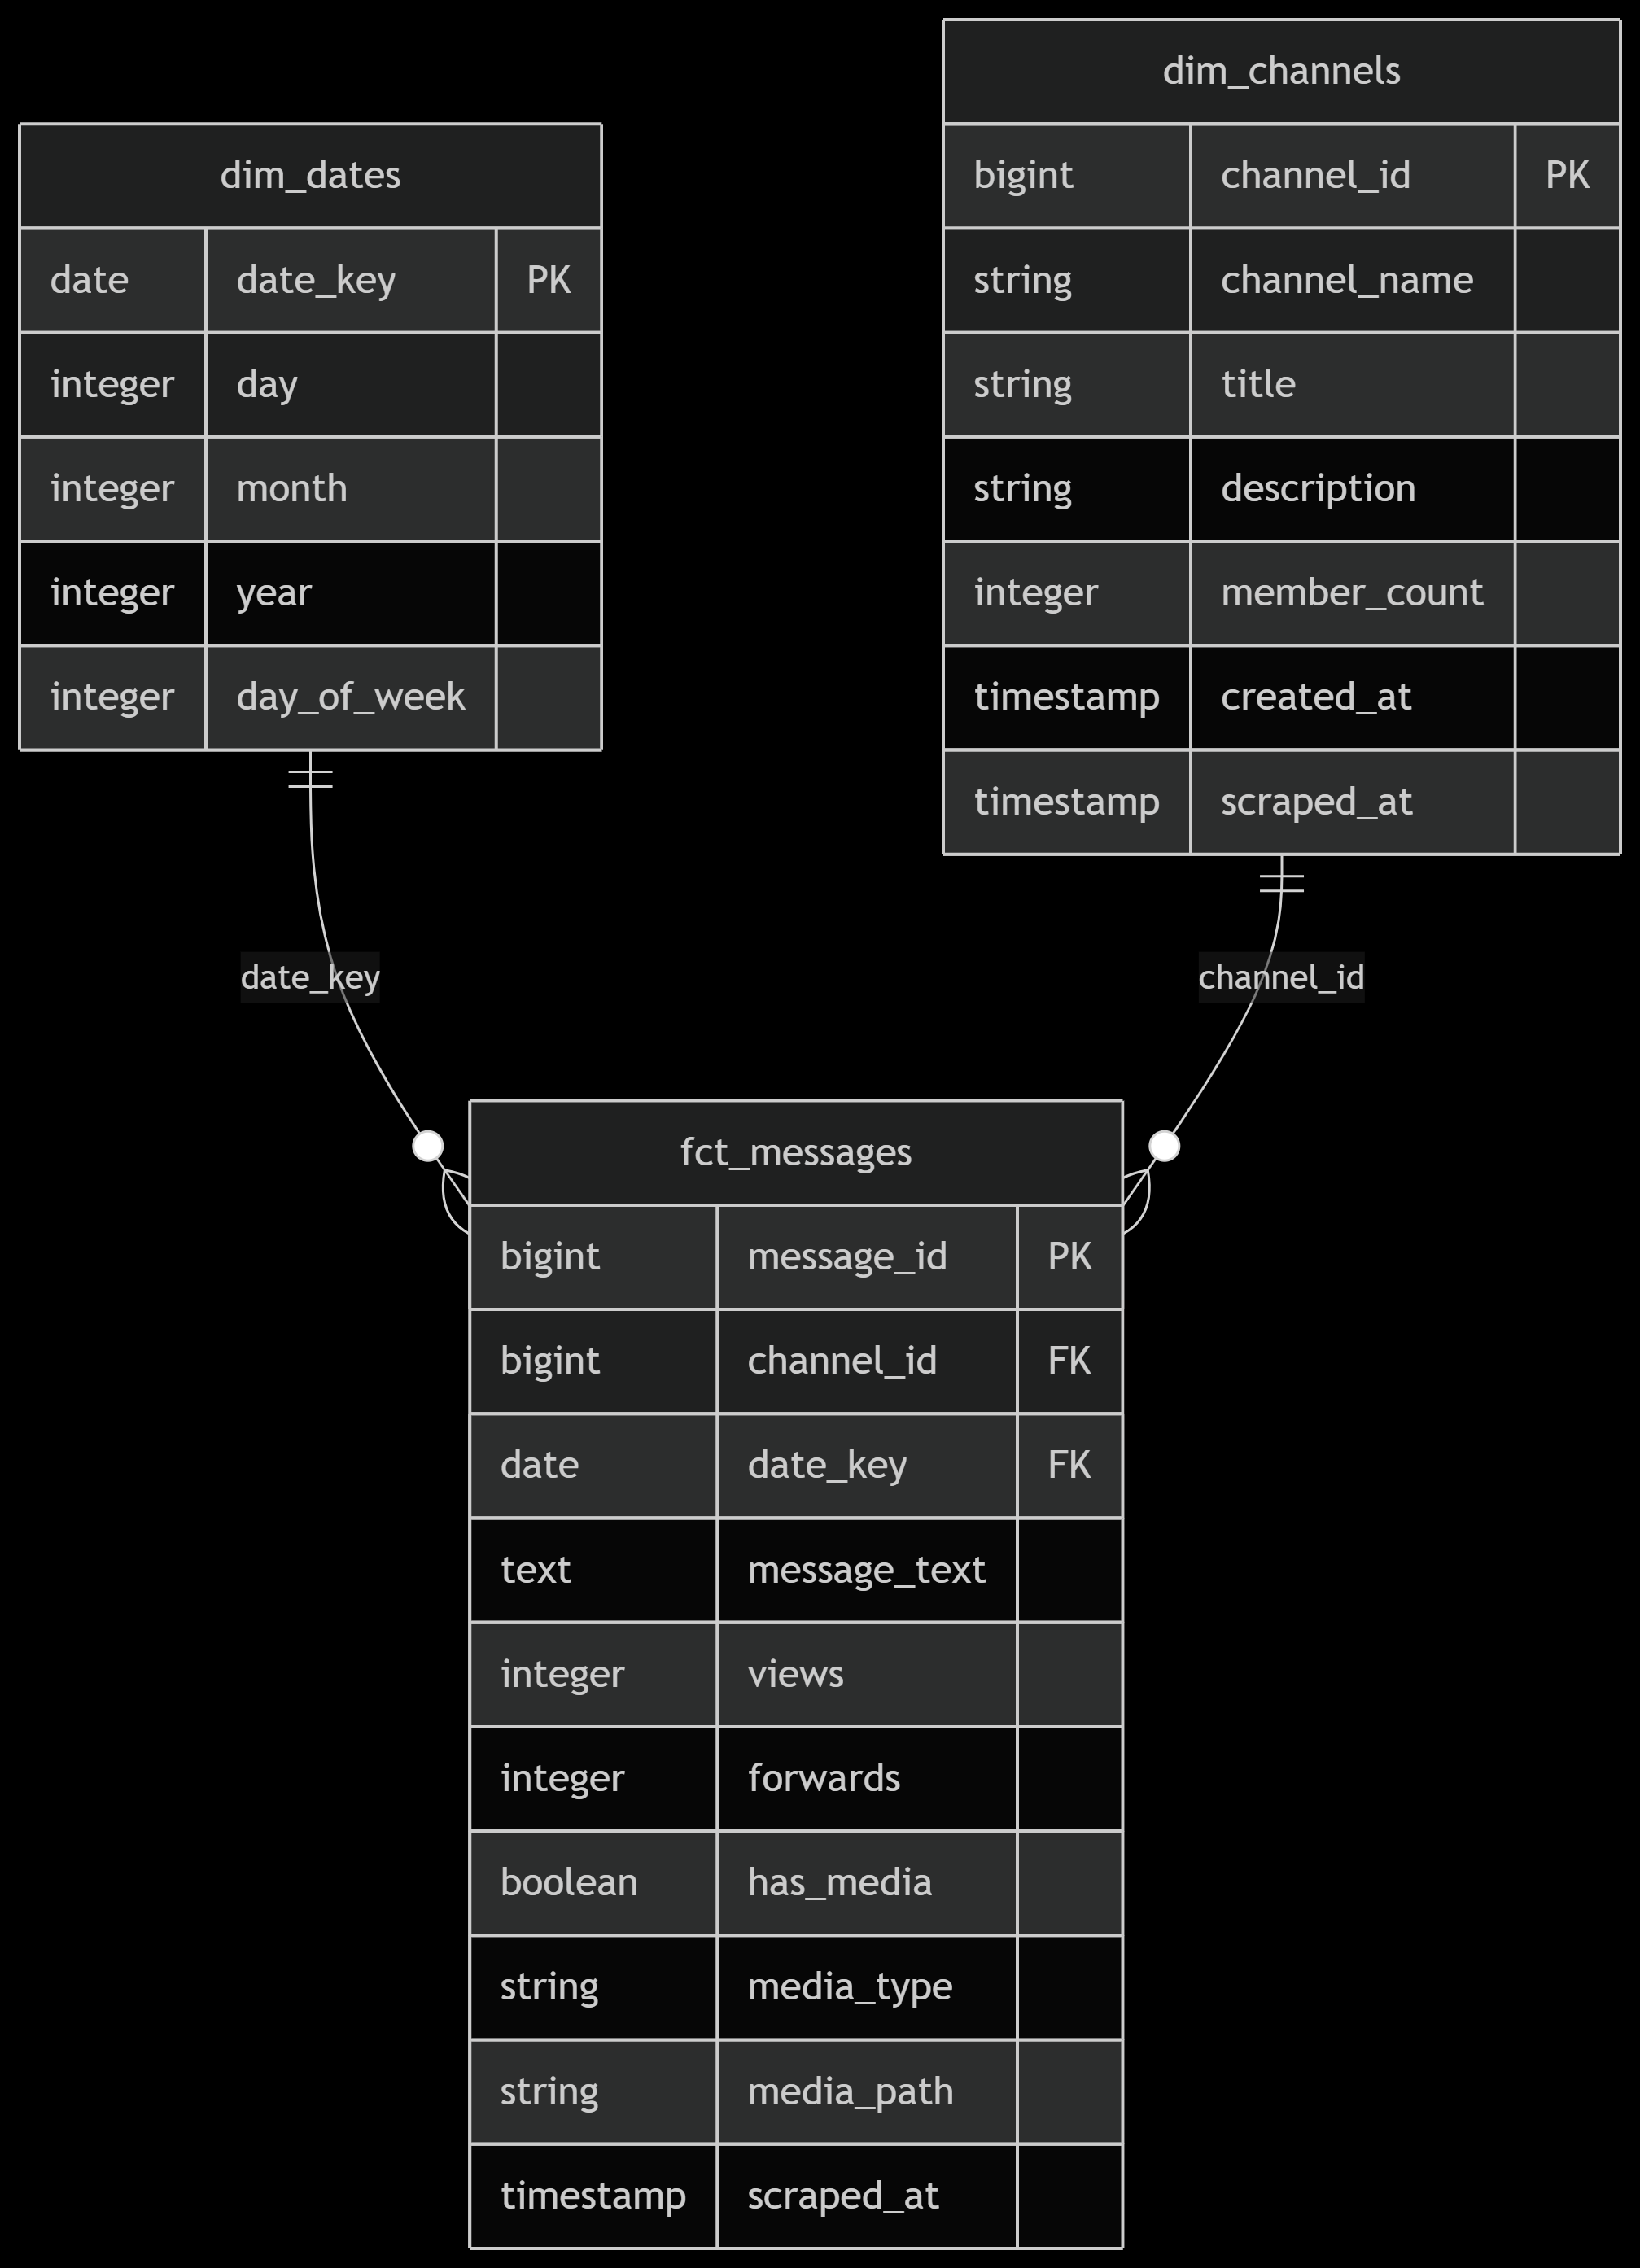 dim_channels
bigint channel_id PK
string channel_name
string title
string description
integer member_count
timestamp created_at
timestamp scraped_at
dim_dates
date date_key PK
integer day
integer month
integer year
integer day_of_week
date_key
channel_id
fct_messages
bigint message_id PK
bigint channel_id FK
date date_key FK
text message_text
integer views
integer forwards
boolean has_media
string media_type
string media_path
timestamp scraped_at